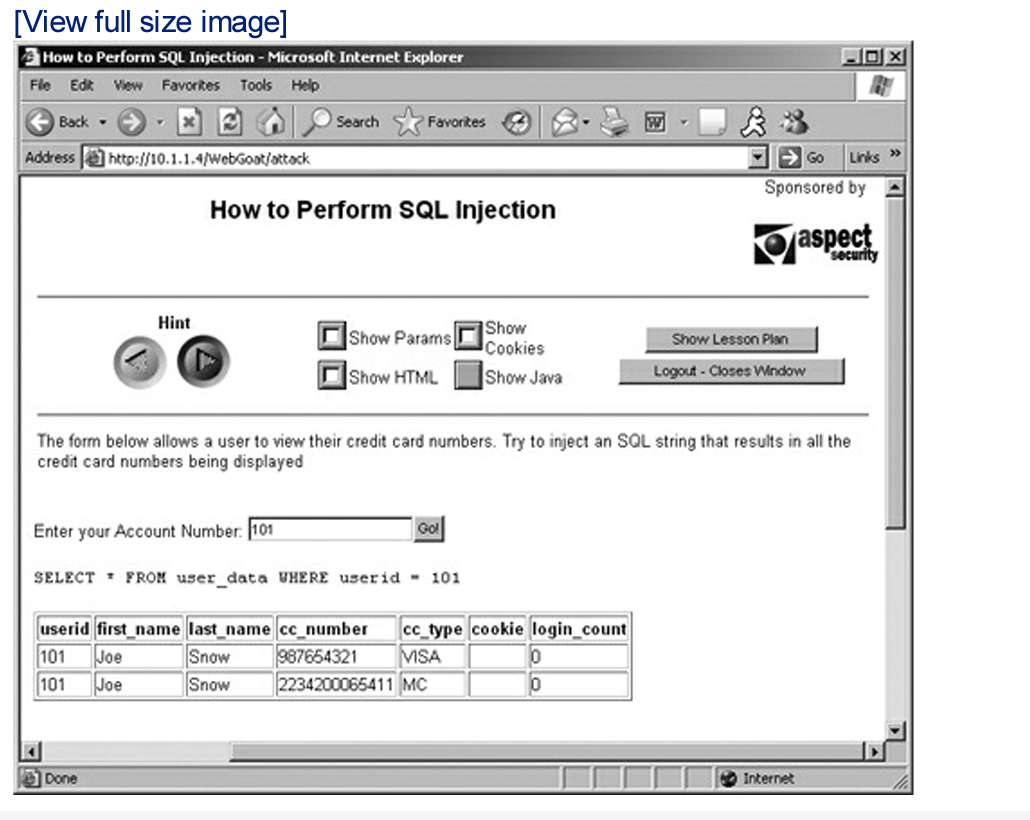 [View full size image]
How to Perform SQL Injection - Microsoft Internet Explorer
File Edit View Favorites Tools Help
Back Search Favorites
Address http://10.1.1.4/WebGoat/attack Go Links »
Sponsored by
How to Perform SQL Injection
aspect
security
Hint
Show Params Show Cookies
Show HTML Show Java
Show Lesson Plan
Logout - Closes Window
The form below allows a user to view their credit card numbers. Try to inject an SQL string that results in all the
credit card numbers being displayed
Enter your Account Number: 101 Go!
SELECT * FROM user_data WHERE userid = 101
userid first_name last_name cc_number cc_type cookie login_count
101 Joe Snow 987654321 VISA 0
101 Joe Snow 2234200065411 MC 0
Done Internet